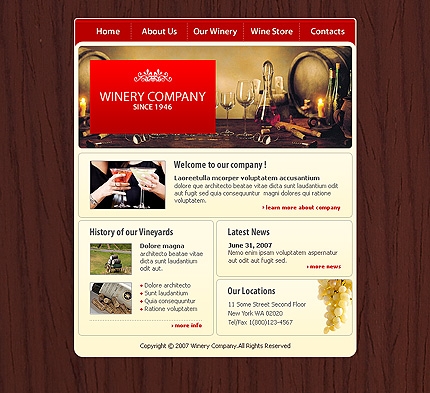 Home About Us Our Winery Wine Store Contacts
WINERY COMPANY
SINCE 1946
Welcome to our company !
Laoreetulla mcorper voluptatem accusantium
dolore que architecto beatae vitae dicta sunt laudantium odit
aut fugit sed quia consequuntur magni dolores qui ratione
voluptatem.
learn more about company
History of our Vineyards
Dolore magna
architecto beatae vitae
dicta sunt laudantium
odit aut.
Dolore architecto
Sunt laudantium
Quia consequuntur
Ratione voluptatem
more info
Latest News
June 31, 2007
Nemo enim ipsam voluptatem aspernatur
aut odit aut fugit sed.
more news
Our Locations
11 Some Street Second Floor
New York WA 02020
Tel/Fax 1(800)123-4567
Copyright © 2007 Winery Company.All Rights Reserved